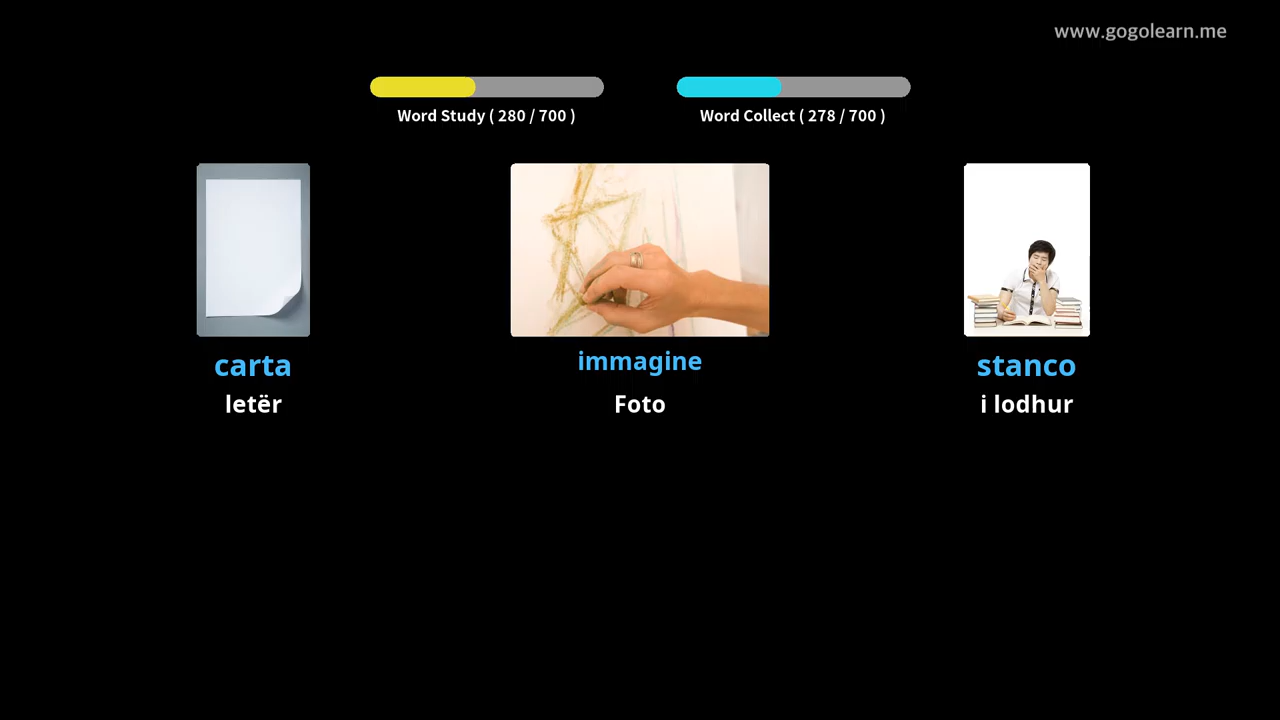 www.gogolearn.me
Word Study ( 280 / 700 )
Word Collect ( 278 / 700 )
carta
letër
immagine
Foto
stanco
i lodhur